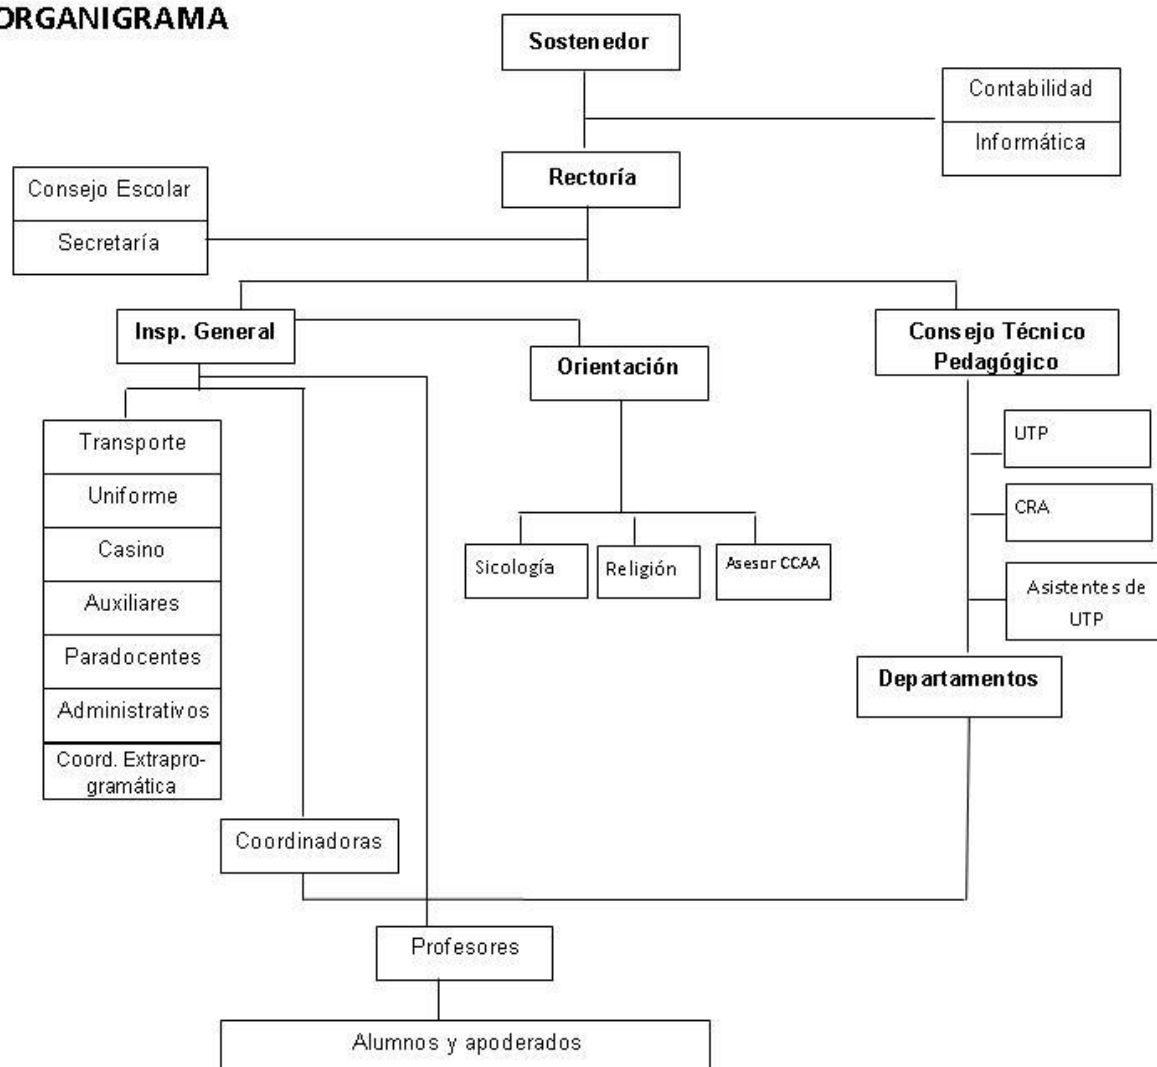 ORGANIGRAMA
Sostenedor
Contabilidad
Informática
Rectoría
Consejo Escolar
Secretaría
Insp. General
Orientación
Consejo Técnico
Pedagógico
Transporte
Uniforme
Casino
Auxiliares
Paradocentes
Administrativos
Coord. Extrapro-
gramática
UTP
CRA
Asistentes de
UTP
Sicología
Religión
Asesor CCAA
Departamentos
Coordinadoras
Profesores
Alumnos y apoderados